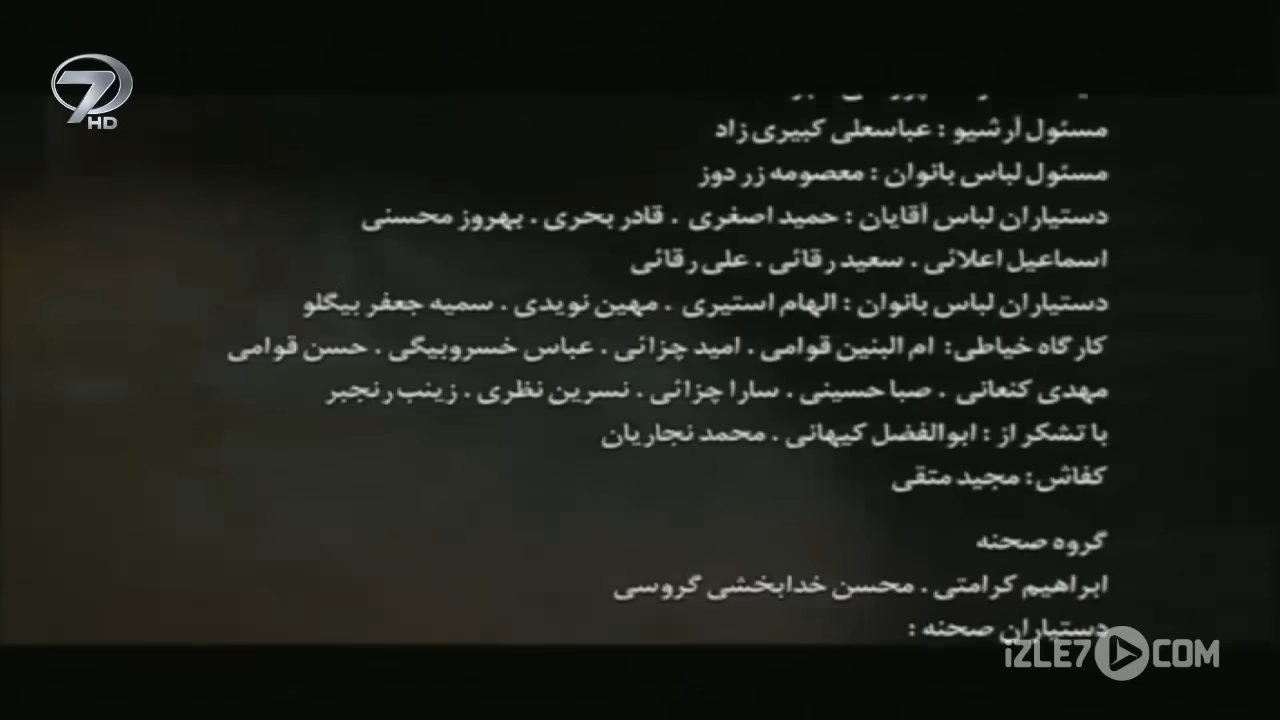 7
HD
مسئول آرشیو : عباسعلی کبیری زاد
مسئول لباس بانوان : معصومه زر دوز
دستیاران لباس آقایان : حمید اصغری . قادر بحری . بهروز محسنی
اسماعیل اعلائی . سعید رقائی . علی رقائی
دستیاران لباس بانوان : الهام استیری . مهین نویدی . سمیه جعفر بیگلو
کارگاه خیاطی: ام البنین قوامی . امید چزائی . عباس خسروبیگی . حسن قوامی
مهدی کنعانی . صبا حسینی . سارا چزائی . نسرین نظری . زینب رنجبر
با تشکر از : ابوالفضل کیهانی . محمد نجاریان
کفاش: مجید متقی
گروه صحنه
ابراهیم کرامتی . محسن خدابخشی گروسی
دستیاران صحنه :
iZLE7 COM